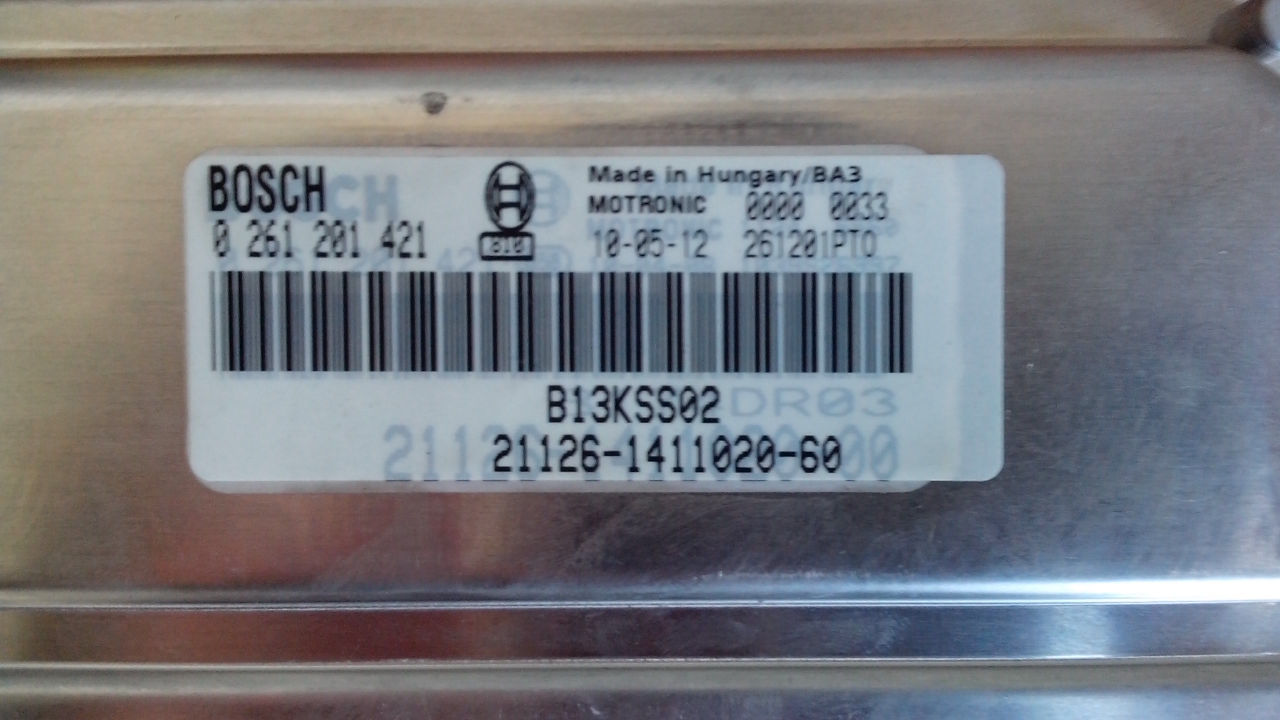 BOSCH
0 261 201 421
Made in Hungary/BA3
MOTRONIC 0000 0033
10-05-12 261201PT0
B13KSS02
DR03
21126-1411020-60